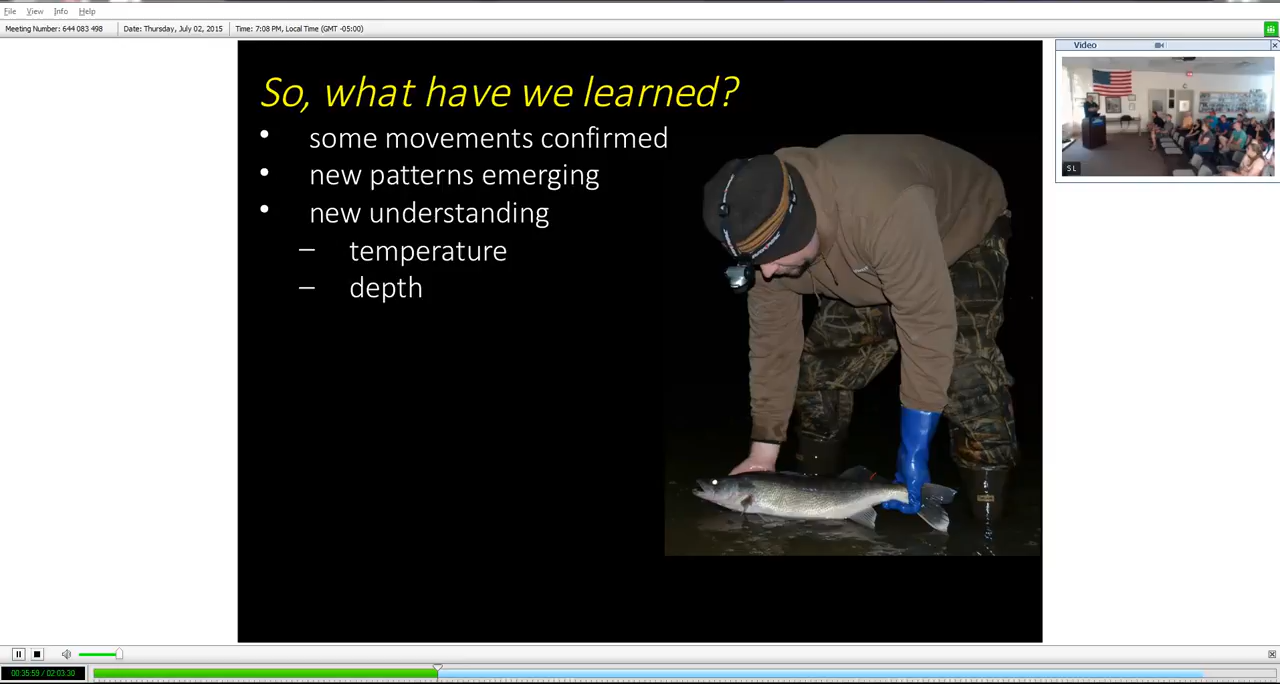 File View Info Help
Meeting Number: 644 083 498 Date: Thursday, July 02, 2015 Time: 7:08 PM, Local Time (GMT -05:00)
Video
So, what have we learned?
• some movements confirmed
• new patterns emerging
• new understanding
– temperature
– depth
S L
00:35:59 / 02:03:30